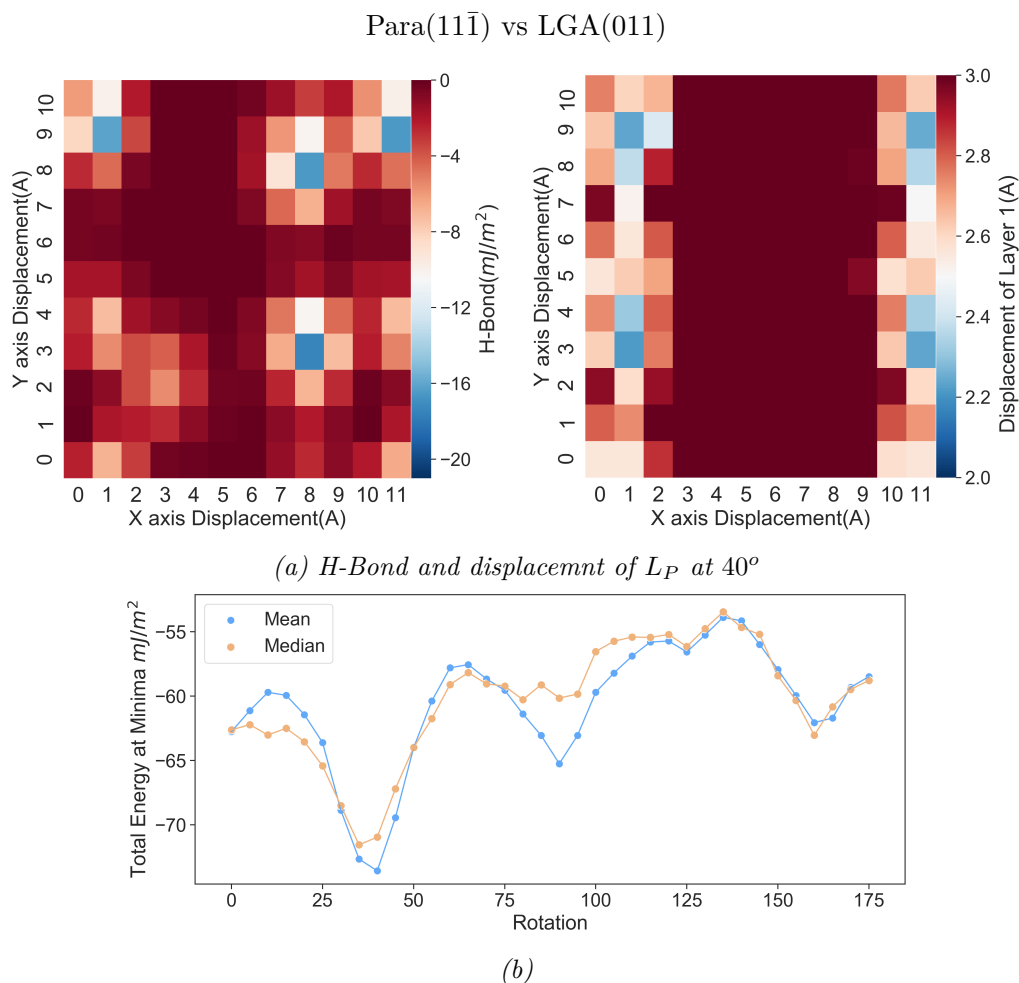 Para(111̄) vs LGA(011)
10
9
8
7
6
5
4
3
2
1
0
Y axis Displacement(A)
0 1 2 3 4 5 6 7 8 9 10 11
X axis Displacement(A)
0
−4
−8
−12
−16
−20
H-Bond(mJ/m²)
10
9
8
7
6
5
4
3
2
1
0
Y axis Displacement(A)
0 1 2 3 4 5 6 7 8 9 10 11
X axis Displacement(A)
3.0
2.8
2.6
2.4
2.2
2.0
Displacement of Layer 1(A)
(a) H-Bond and displacemnt of L_P at 40°
Total Energy at Minima mJ/m²
−55
−60
−65
−70
Mean
Median
0 25 50 75 100 125 150 175
Rotation
(b)